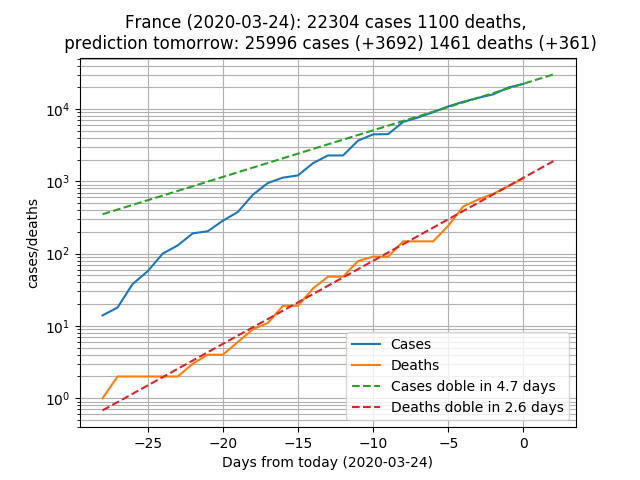 France (2020-03-24): 22304 cases 1100 deaths,
prediction tomorrow: 25996 cases (+3692) 1461 deaths (+361)
cases/deaths
10⁴
10³
10²
10¹
10⁰
Cases
Deaths
Cases doble in 4.7 days
Deaths doble in 2.6 days
−25 −20 −15 −10 −5 0
Days from today (2020-03-24)